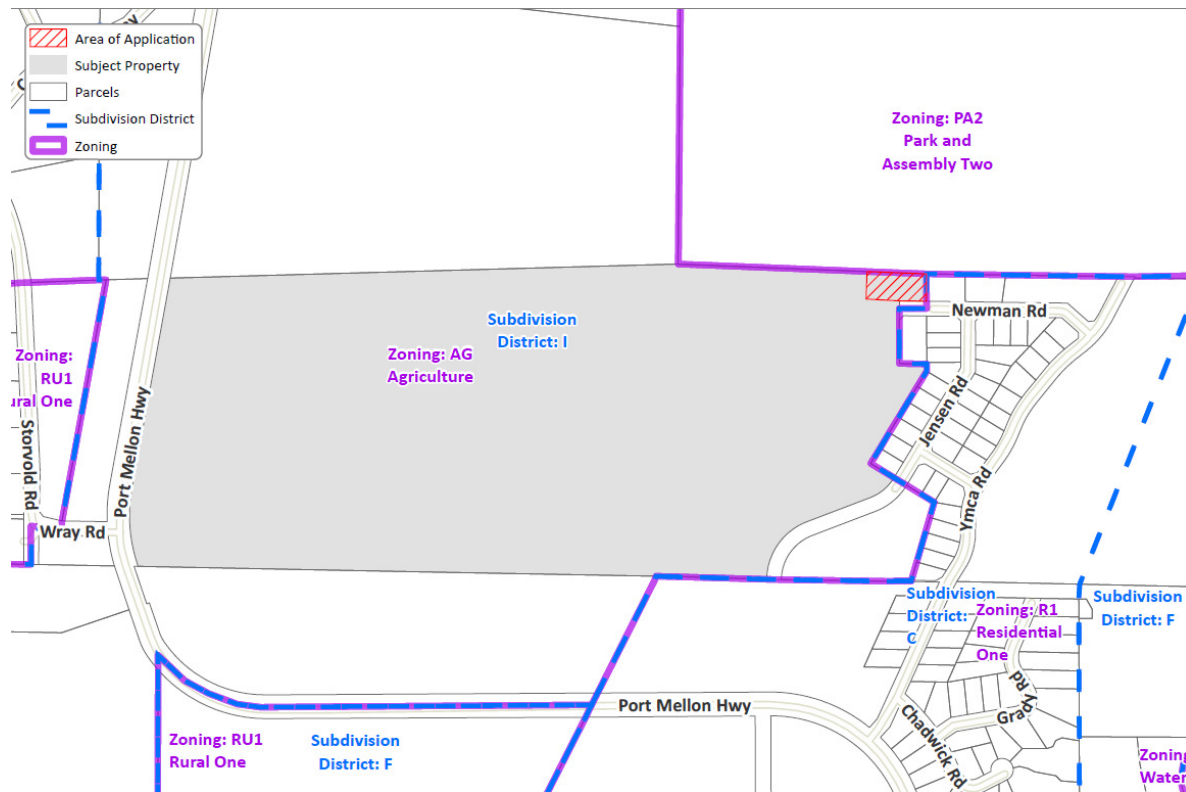 Area of Application
Subject Property
Parcels
Subdivision District
Zoning
Zoning: PA2
Park and
Assembly Two
Subdivision
District: I
Zoning: AG
Agriculture
Zoning:
RU1
ural One
Storvold Rd
Wray Rd
Port Mellon Hwy
Newman Rd
Jensen Rd
Ymca Rd
Subdivision
District:
C
Zoning: R1
Residential
One
Subdivision
District: F
Grady Rd
Port Mellon Hwy
Chadwick Rd
Zoning: RU1
Rural One
Subdivision
District: F
Zoning
Water